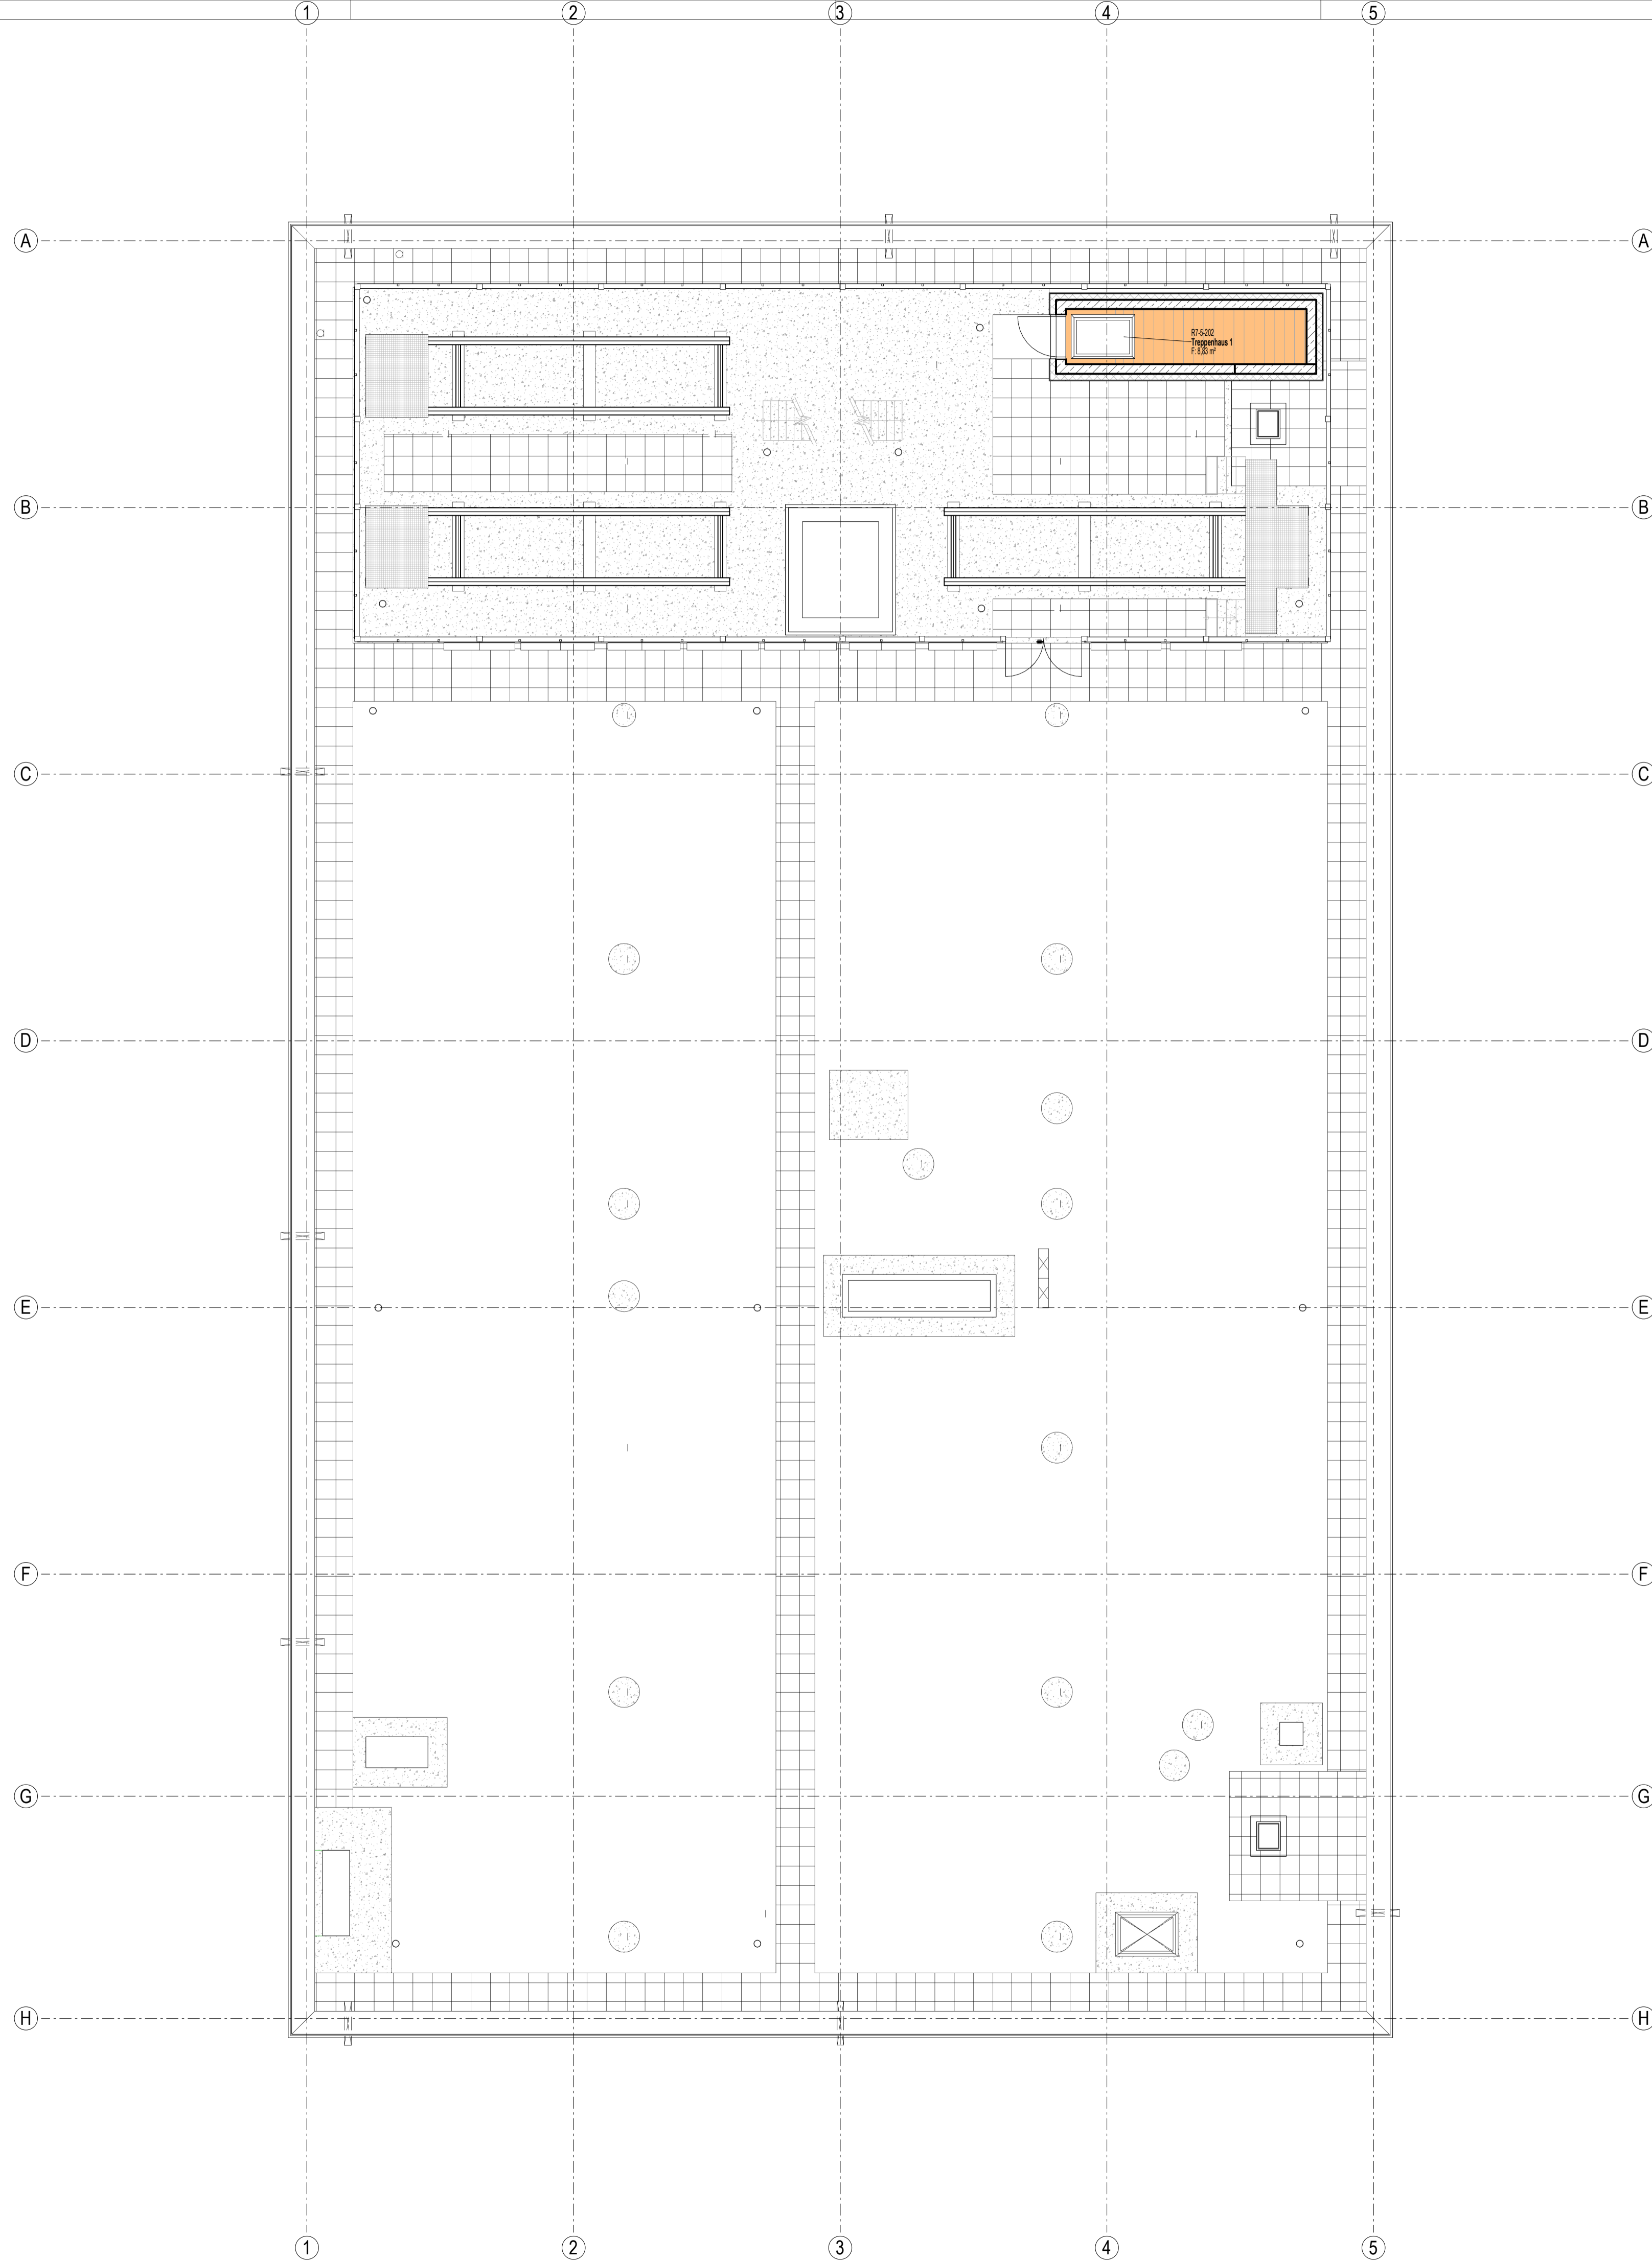 1 2 3 4 5
A A
R7-5-202
Treppenhaus 1
F: 8,83 m²
B B
C C
D D
E E
F F
G G
H H
1 2 3 4 5